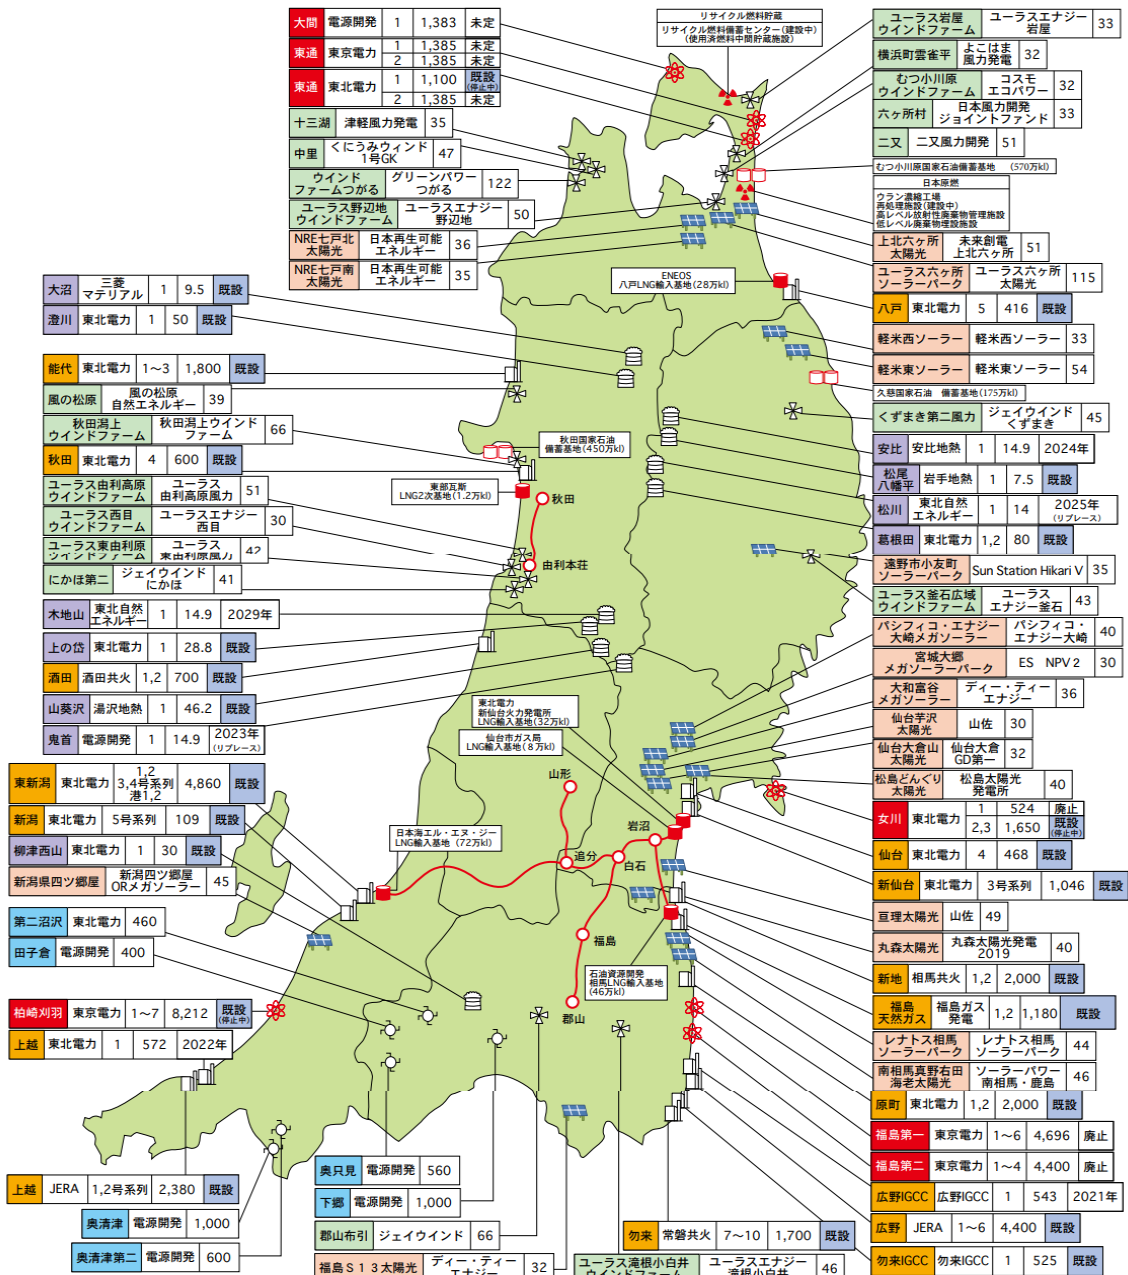 大間 電源開発 1 1,383 未定
東通 東京電力 1 1,385 未定
2 1,385 未定
東通 東北電力 1 1,100 既設
(停止中)
2 1,385 未定
十三湖 津軽風力発電 35
中里 くにうみウィンド
1号GK 47
ウインド
ファームつがる グリーンパワー
つがる 122
ユーラス野辺地
ウインドファーム ユーラスエナジー
野辺地 50
NRE七戸北
太陽光 日本再生可能
エネルギー 36
NRE七戸南
太陽光 日本再生可能
エネルギー 35
リサイクル燃料貯蔵
リサイクル燃料備蓄センター(建設中)
(使用済燃料中間貯蔵施設)
ユーラス岩屋
ウインドファーム ユーラスエナジー
岩屋 33
横浜町雲雀平 よこはま
風力発電 32
むつ小川原
ウインドファーム コスモ
エコパワー 32
六ヶ所村 日本風力開発
ジョイントファンド 33
二又 二又風力開発 51
むつ小川原国家石油備蓄基地 (570万kl)
日本原燃
ウラン濃縮工場
再処理施設(建設中)
高レベル放射性廃棄物管理施設
低レベル廃棄物埋設施設
上北六ヶ所
太陽光 未来創電
上北六ヶ所 51
ユーラス六ヶ所
ソーラーパーク ユーラス六ヶ所
太陽光 115
ENEOS
八戸LNG輸入基地(28万kl)
八戸 東北電力 5 416 既設
軽米西ソーラー 軽米西ソーラー 33
軽米東ソーラー 軽米東ソーラー 54
久慈国家石油 備蓄基地(175万kl)
くずまき第二風力 ジェイウインド
くずまき 45
安比 安比地熱 1 14.9 2024年
松尾
八幡平 岩手地熱 1 7.5 既設
松川 東北自然
エネルギー 1 14 2025年
(リプレース)
葛根田 東北電力 1,2 80 既設
遠野市小友町
ソーラーパーク Sun Station Hikari V 35
ユーラス釜石広域
ウインドファーム ユーラス
エナジー釜石 43
パシフィコ・エナジー
大崎メガソーラー パシフィコ・
エナジー大崎 40
宮城大郷
メガソーラーパーク ES NPV2 30
大和富谷
メガソーラー ディー・ティー
エナジー 36
仙台芋沢
太陽光 山佐 30
仙台大倉山
太陽光 仙台大倉
GD第一 32
松島どんぐり
太陽光 松島太陽光
発電所 40
女川 東北電力 1 524 廃止
2,3 1,650 既設
(停止中)
仙台 東北電力 4 468 既設
新仙台 東北電力 3号系列 1,046 既設
亘理太陽光 山佐 49
丸森太陽光 丸森太陽光発電
2019 40
新地 相馬共火 1,2 2,000 既設
福島
天然ガス 福島ガス
発電 1,2 1,180 既設
レナトス相馬
ソーラーパーク レナトス相馬
ソーラーパーク 44
南相馬真野右田
海老太陽光 ソーラーパワー
南相馬・鹿島 46
原町 東北電力 1,2 2,000 既設
福島第一 東京電力 1〜6 4,696 廃止
福島第二 東京電力 1〜4 4,400 廃止
広野IGCC 広野IGCC 1 543 2021年
広野 JERA 1〜6 4,400 既設
勿来IGCC 勿来IGCC 1 525 既設
大沼 三菱
マテリアル 1 9.5 既設
澄川 東北電力 1 50 既設
能代 東北電力 1〜3 1,800 既設
風の松原 風の松原
自然エネルギー 39
秋田潟上
ウインドファーム 秋田潟上ウインド
ファーム 66
秋田 東北電力 4 600 既設
ユーラス由利高原
ウインドファーム ユーラス
由利高原風力 51
ユーラス西目
ウインドファーム ユーラスエナジー
西目 30
ユーラス東由利原
ウインドファーム ユーラス
東由利原風力 42
にかほ第二 ジェイウインド
にかほ 41
木地山 東北自然
エネルギー 1 14.9 2029年
上の岱 東北電力 1 28.8 既設
酒田 酒田共火 1,2 700 既設
山葵沢 湯沢地熱 1 46.2 既設
鬼首 電源開発 1 14.9 2023年
(リプレース)
東新潟 東北電力 1,2
3,4号系列
港1,2 4,860 既設
新潟 東北電力 5号系列 109 既設
柳津西山 東北電力 1 30 既設
新潟県四ツ郷屋 新潟四ツ郷屋
ORメガソーラー 45
第二沼沢 東北電力 460
田子倉 電源開発 400
柏崎刈羽 東京電力 1〜7 8,212 既設
(停止中)
上越 東北電力 1 572 2022年
上越 JERA 1,2号系列 2,380 既設
奥清津 電源開発 1,000
奥清津第二 電源開発 600
秋田国家石油
備蓄基地(450万kl)
東部瓦斯
LNG2次基地(1.2万kl)
秋田
由利本荘
東北電力
新仙台火力発電所
LNG輸入基地(32万kl)
仙台市ガス局
LNG輸入基地(8万kl)
山形
日本海エル・エヌ・ジー
LNG輸入基地(72万kl)
岩沼
追分
白石
福島
石油資源開発
相馬LNG輸入基地
(46万kl)
郡山
奥只見 電源開発 560
下郷 電源開発 1,000
郡山布引 ジェイウインド 66
福島S13太陽光 ディー・ティー
エナジー 32
勿来 常磐共火 7〜10 1,700 既設
ユーラス滝根小白井
ウインドファーム ユーラスエナジー
滝根小白井 46